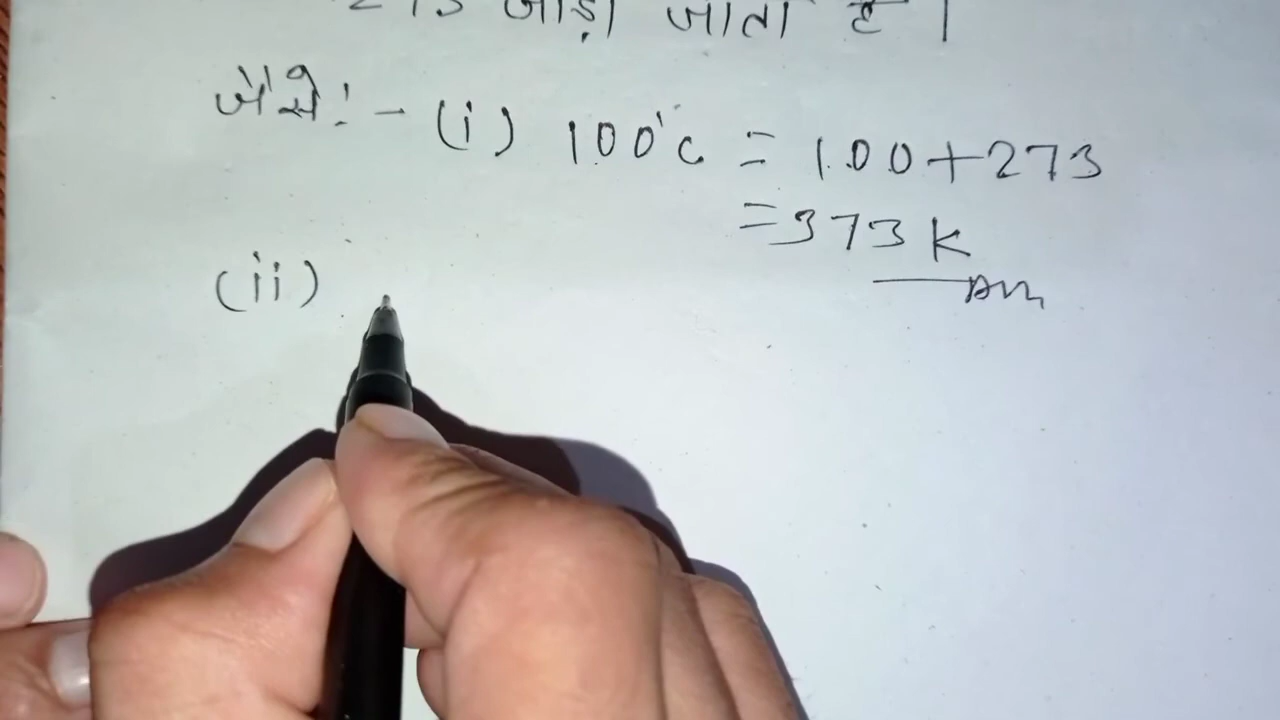 273 जोड़ा जाता है।
जैसे:- (i) 100°C = 100+273
= 373 K
Ans
(ii)